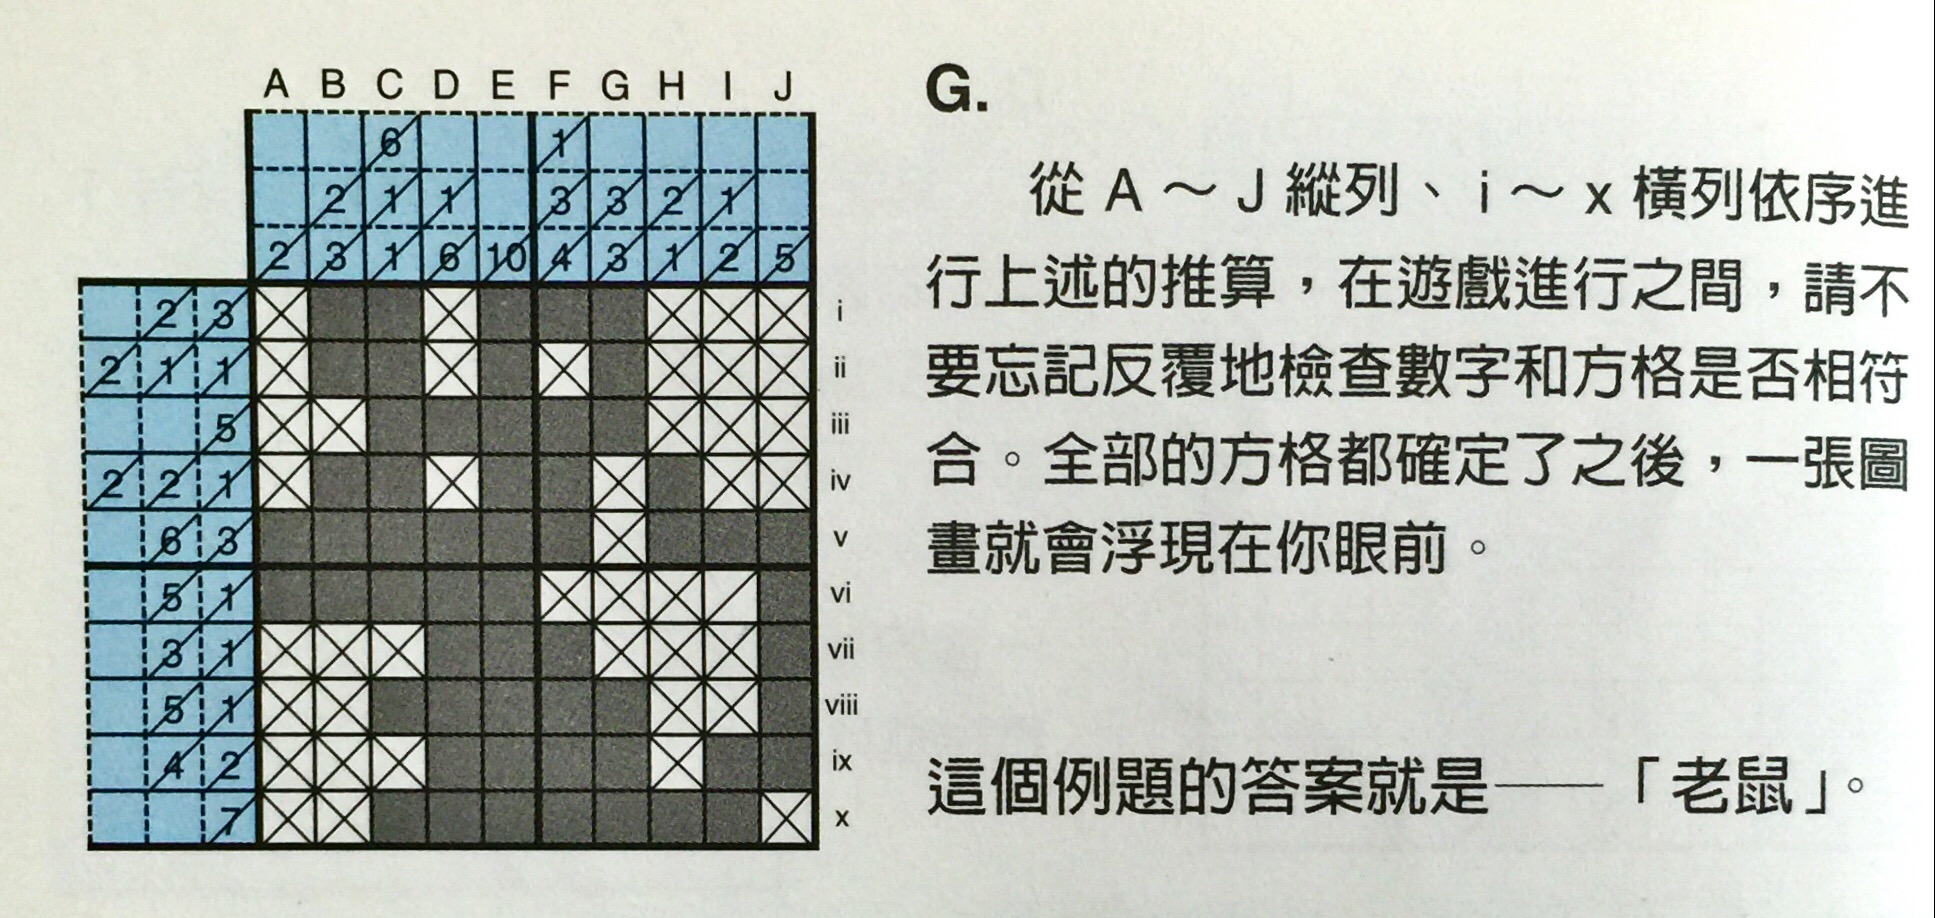 A B C D E F G H I J
6 1
2 1 1 3 3 2 1
2 3 1 6 10 4 3 1 2 5
2 3 i
2 1 1 ii
5 iii
2 2 1 iv
6 3 v
5 1 vi
3 1 vii
5 1 viii
4 2 ix
7 x
G.
從 A ～ J 縱列、 i ～ x 橫列依序進
行上述的推算，在遊戲進行之間，請不
要忘記反覆地檢查數字和方格是否相符
合。全部的方格都確定了之後，一張圖
畫就會浮現在你眼前。
這個例題的答案就是——「老鼠」。